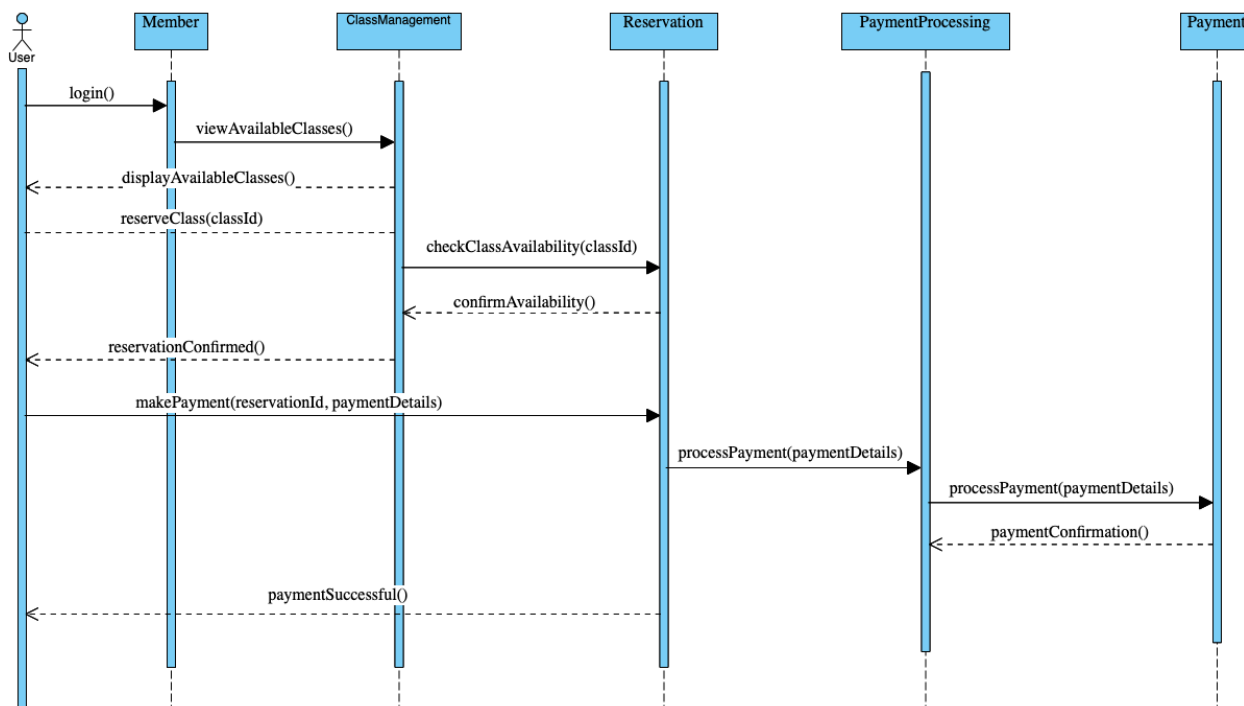 Member
ClassManagement
Reservation
PaymentProcessing
Payment
User
login()
viewAvailableClasses()
displayAvailableClasses()
reserveClass(classId)
checkClassAvailability(classId)
confirmAvailability()
reservationConfirmed()
makePayment(reservationId, paymentDetails)
processPayment(paymentDetails)
processPayment(paymentDetails)
paymentConfirmation()
paymentSuccessful()